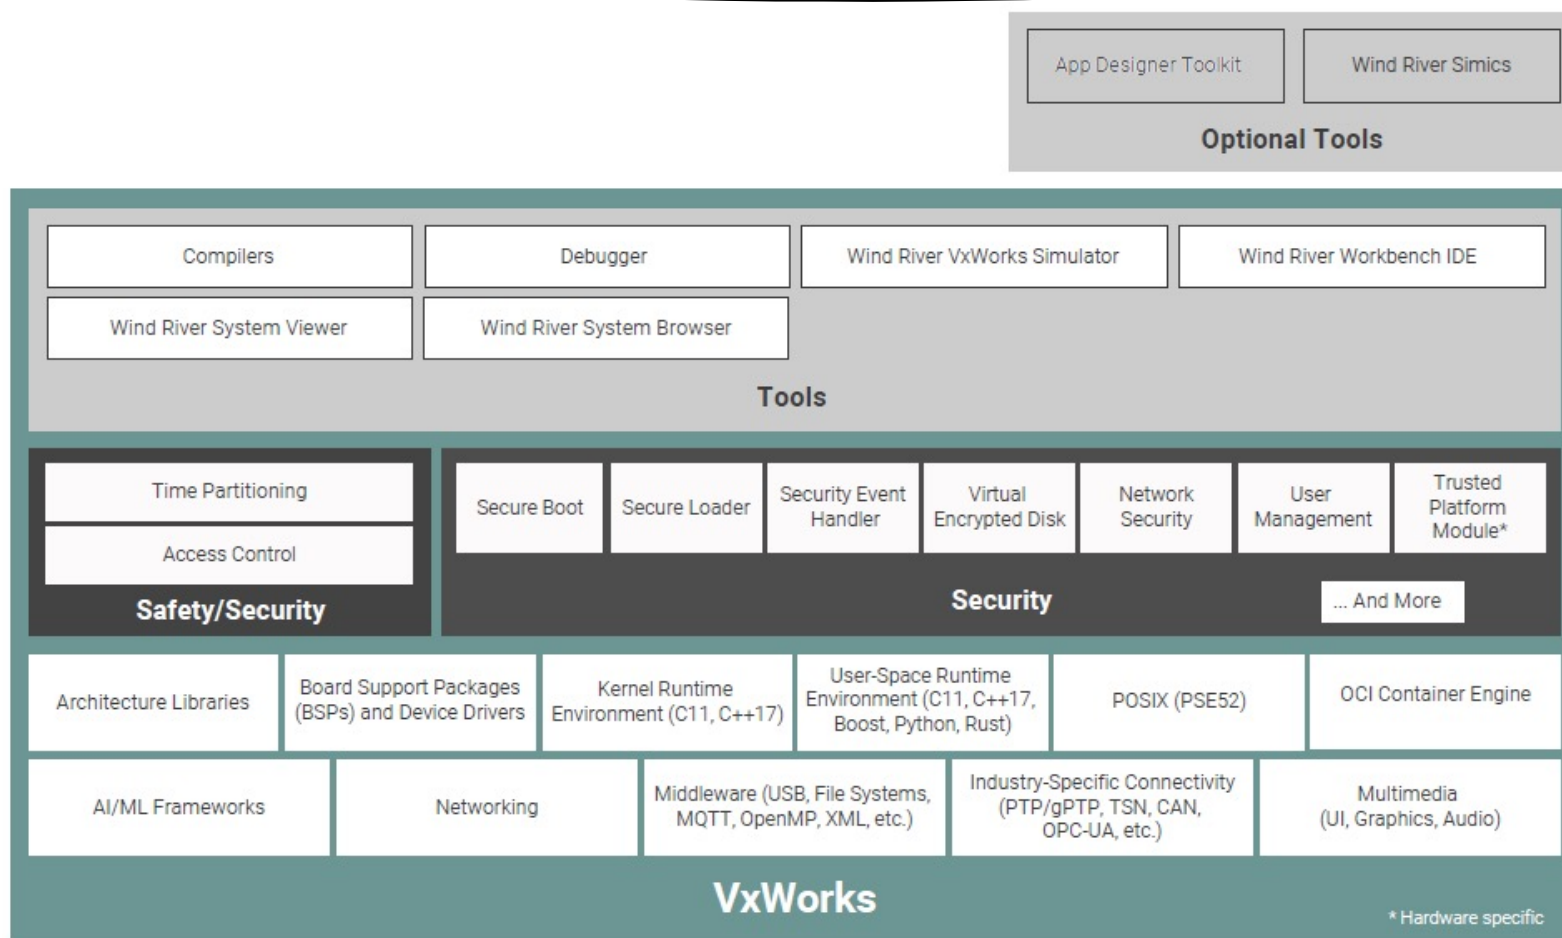 App Designer Toolkit
Wind River Simics
Optional Tools
Compilers
Debugger
Wind River VxWorks Simulator
Wind River Workbench IDE
Wind River System Viewer
Wind River System Browser
Tools
Time Partitioning
Access Control
Safety/Security
Secure Boot
Secure Loader
Security Event
Handler
Virtual
Encrypted Disk
Network
Security
User
Management
Trusted
Platform
Module*
Security
... And More
Architecture Libraries
Board Support Packages
(BSPs) and Device Drivers
Kernel Runtime
Environment (C11, C++17)
User-Space Runtime
Environment (C11, C++17,
Boost, Python, Rust)
POSIX (PSE52)
OCI Container Engine
AI/ML Frameworks
Networking
Middleware (USB, File Systems,
MQTT, OpenMP, XML, etc.)
Industry-Specific Connectivity
(PTP/gPTP, TSN, CAN,
OPC-UA, etc.)
Multimedia
(UI, Graphics, Audio)
VxWorks
* Hardware specific